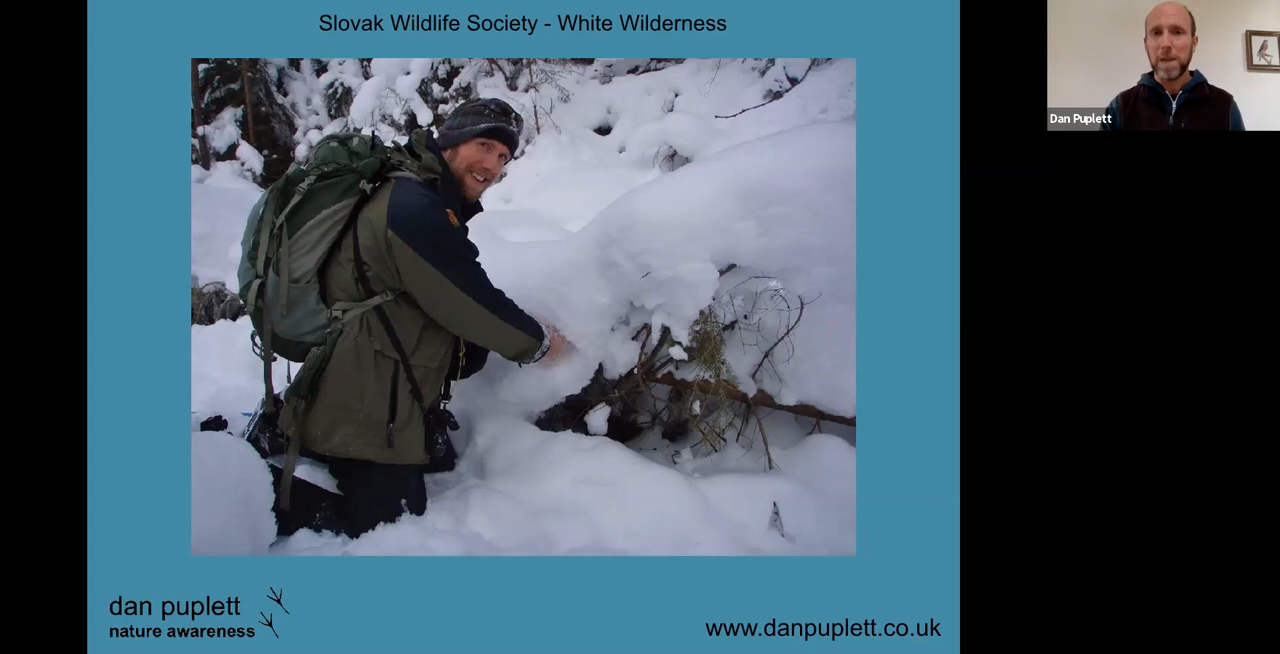 Slovak Wildlife Society - White Wilderness
Dan Puplett
dan puplett
nature awareness
www.danpuplett.co.uk